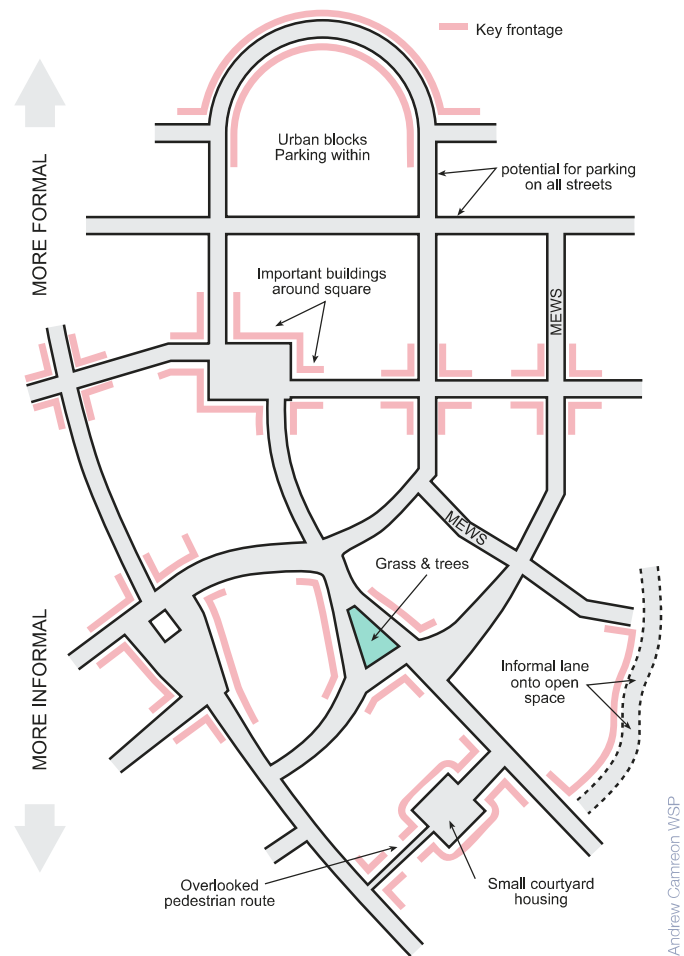 Key frontage
Urban blocks
Parking within
potential for parking
on all streets
MORE FORMAL
Important buildings
around square
MEWS
MEWS
Grass & trees
MORE INFORMAL
Informal lane
onto open
space
Overlooked
pedestrian route
Small courtyard
housing
Andrew Camreon WSP